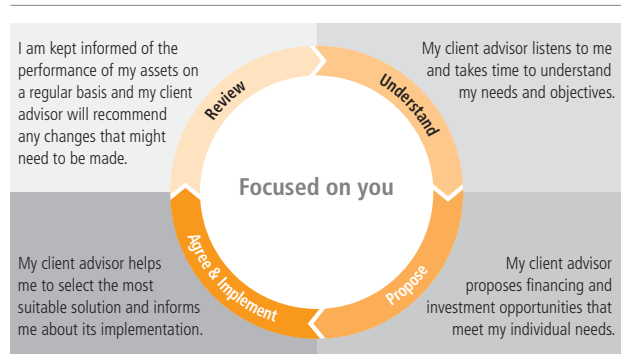 I am kept informed of the
performance of my assets on
a regular basis and my client
advisor will recommend
any changes that might
need to be made.
Review
Understand
My client advisor listens to me
and takes time to understand
my needs and objectives.
Focused on you
My client advisor helps
me to select the most
suitable solution and informs
me about its implementation.
Agree & Implement
Propose
My client advisor
proposes financing and
investment opportunities that
meet my individual needs.